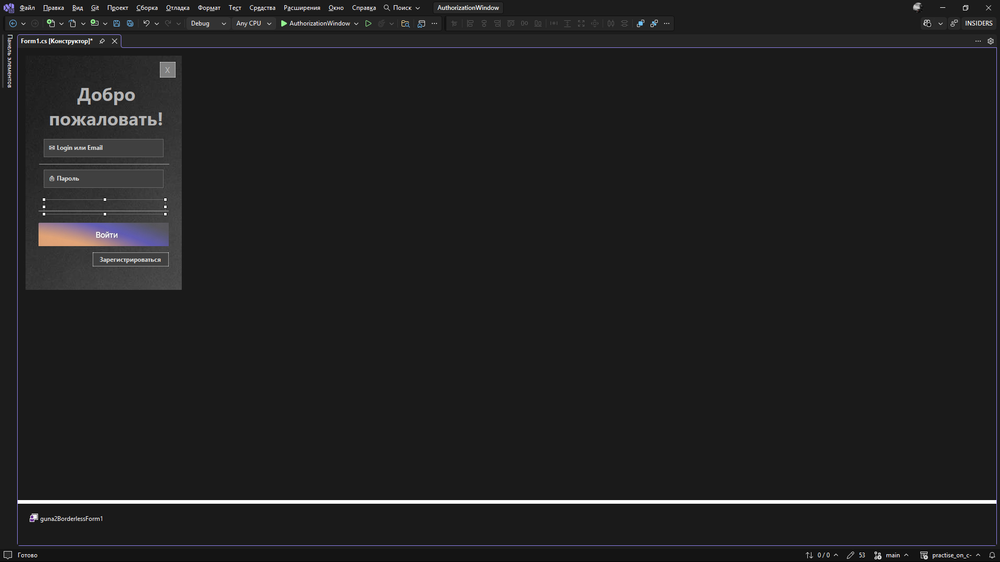 Файл Правка Вид Git Проект Сборка Отладка Формат Тест Средства Расширения Окно Справка Поиск AuthorizationWindow
Debug Any CPU AuthorizationWindow INSIDERS
Панель элементов
Form1.cs [Конструктор]*
X
Добро
пожаловать!
Login или Email
Пароль
Войти
Зарегистрироваться
guna2BorderlessForm1
Готово 0 / 0 53 main practise_on_c-